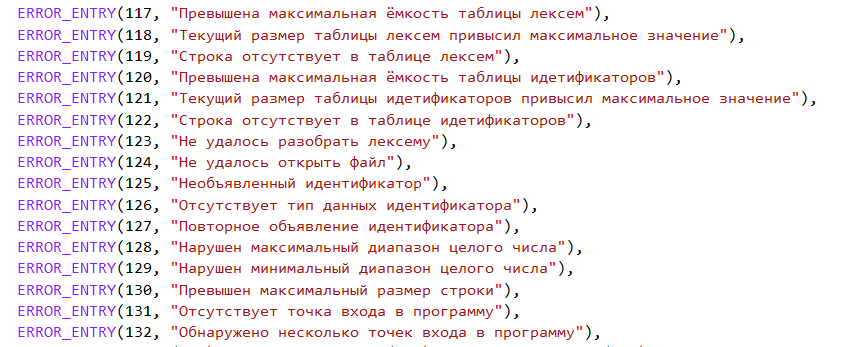 ERROR_ENTRY(117, "Превышена максимальная ёмкость таблицы лексем"),
ERROR_ENTRY(118, "Текущий размер таблицы лексем привысил максимальное значение"),
ERROR_ENTRY(119, "Строка отсутствует в таблице лексем"),
ERROR_ENTRY(120, "Превышена максимальная ёмкость таблицы идетификаторов"),
ERROR_ENTRY(121, "Текущий размер таблицы идетификаторов привысил максимальное значение"),
ERROR_ENTRY(122, "Строка отсутствует в таблице идетификаторов"),
ERROR_ENTRY(123, "Не удалось разобрать лексему"),
ERROR_ENTRY(124, "Не удалось открыть файл"),
ERROR_ENTRY(125, "Необъявленный идентификатор"),
ERROR_ENTRY(126, "Отсутствует тип данных идентификатора"),
ERROR_ENTRY(127, "Повторное объявление идентификатора"),
ERROR_ENTRY(128, "Нарушен максимальный диапазон целого числа"),
ERROR_ENTRY(129, "Нарушен минимальный диапазон целого числа"),
ERROR_ENTRY(130, "Превышен максимальный размер строки"),
ERROR_ENTRY(131, "Отсутствует точка входа в программу"),
ERROR_ENTRY(132, "Обнаружено несколько точек входа в программу"),